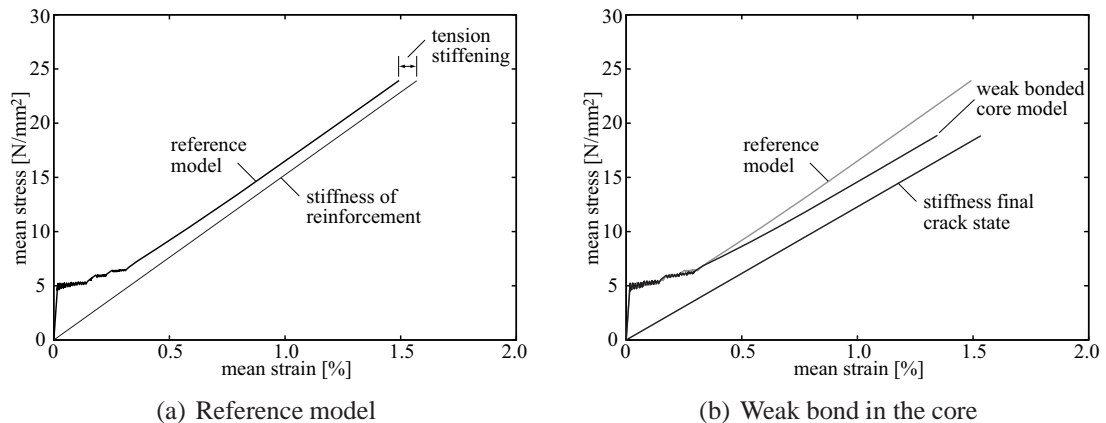 30
25
20
15
10
5
0
mean stress [N/mm²]
tension
stiffening
reference
model
stiffness of
reinforcement
0
0.5
1.0
1.5
2.0
mean strain [%]
(a) Reference model
30
25
20
15
10
5
0
mean stress [N/mm²]
weak bonded
core model
reference
model
stiffness final
crack state
0
0.5
1.0
1.5
2.0
mean strain [%]
(b) Weak bond in the core